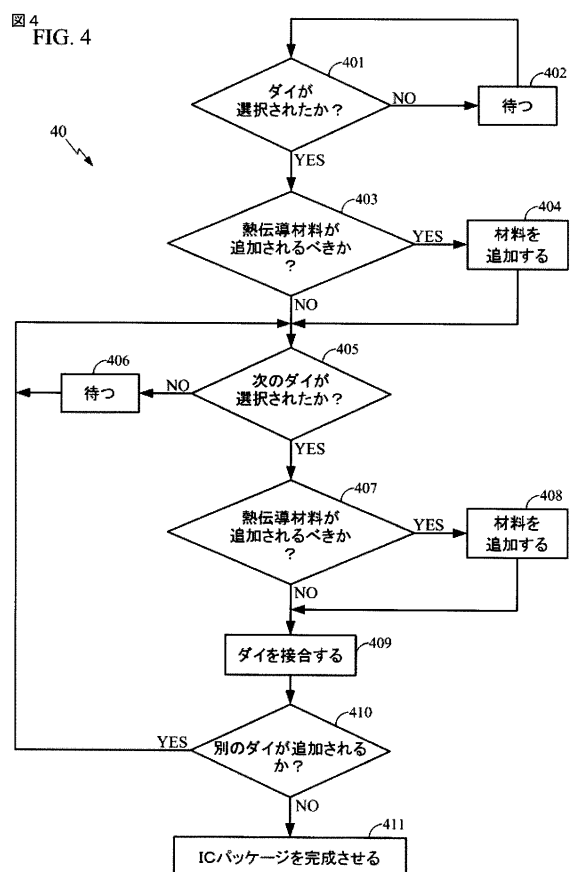 図4
FIG. 4
40
401
ダイが
選択されたか?
NO
402
待つ
YES
403
熱伝導材料が
追加されるべきか
?
YES
404
材料を
追加する
NO
405
次のダイが
選択されたか?
NO
406
待つ
YES
407
熱伝導材料が
追加されるべきか
?
YES
408
材料を
追加する
NO
ダイを接合する
409
410
別のダイが追加される
か?
YES
NO
411
ICパッケージを完成させる